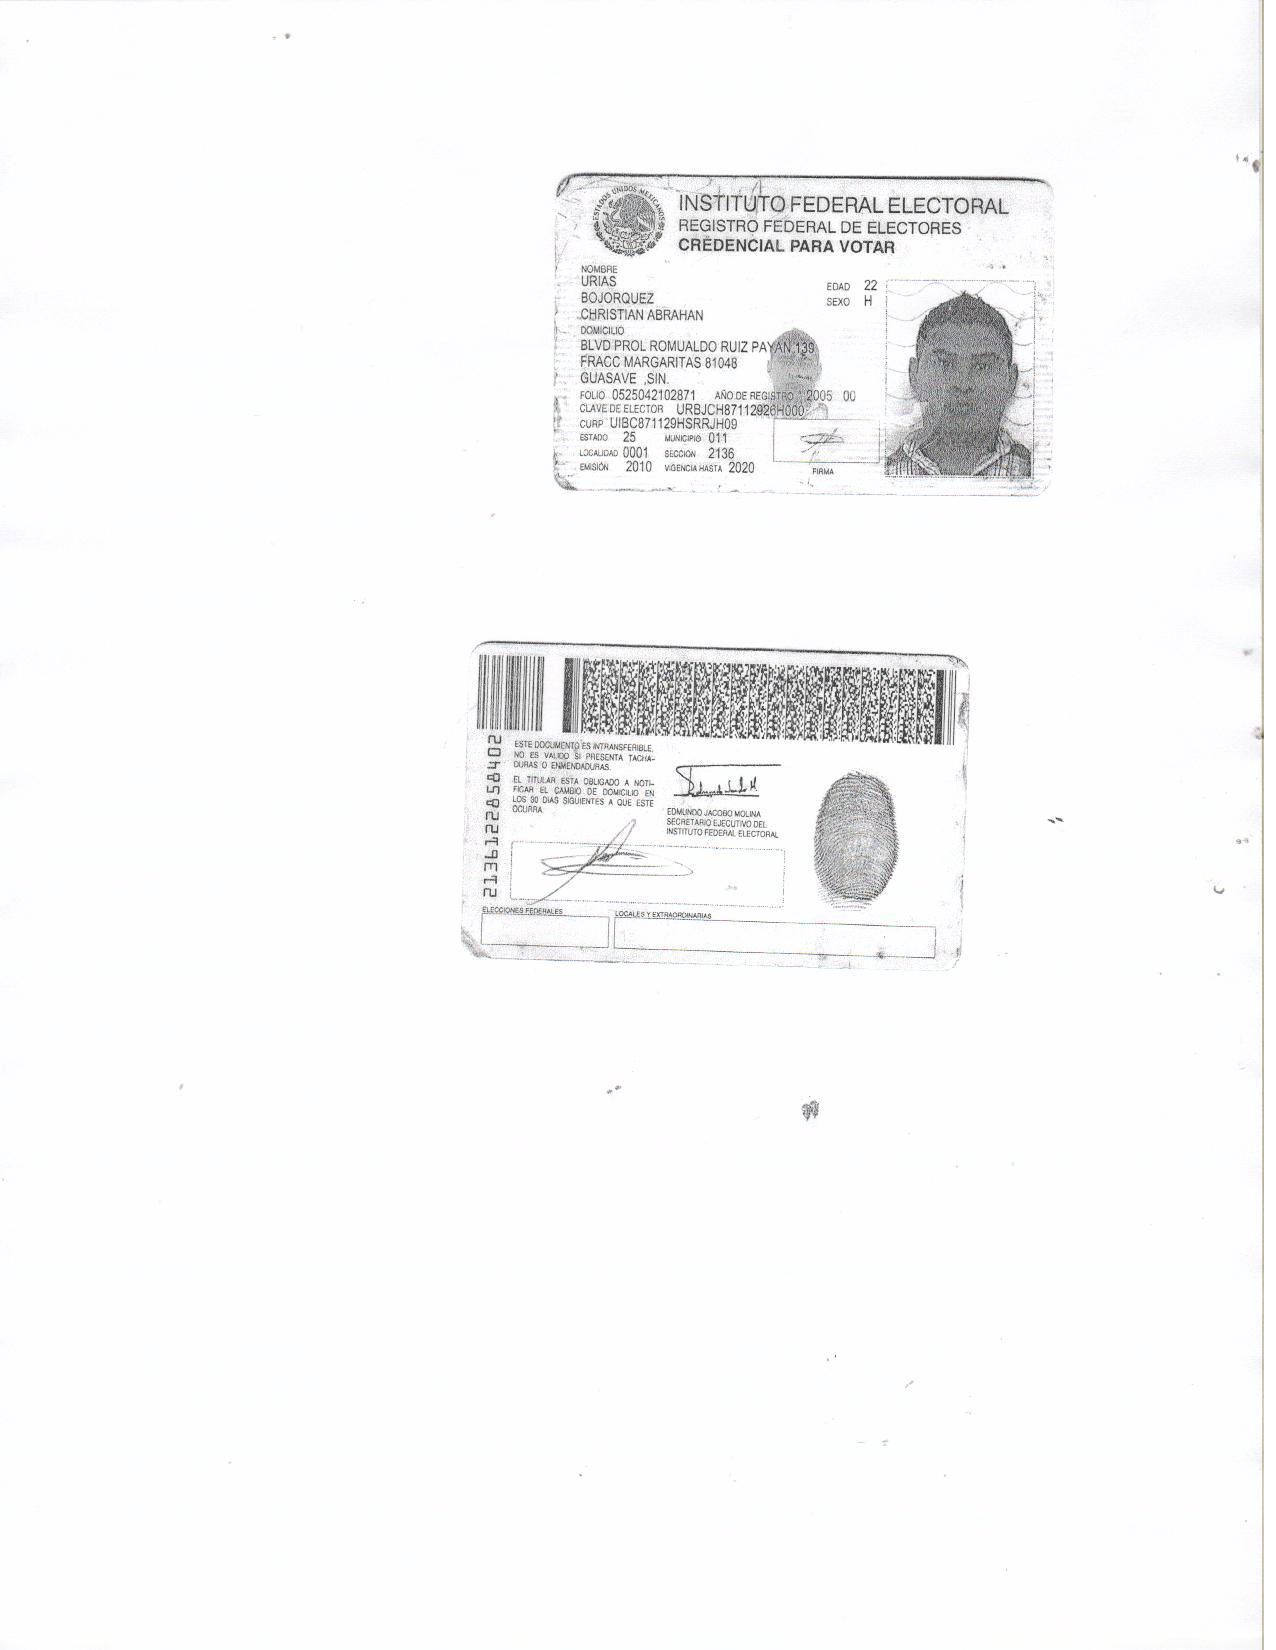 ESTADOS UNIDOS MEXICANOS
INSTITUTO FEDERAL ELECTORAL
REGISTRO FEDERAL DE ELECTORES
CREDENCIAL PARA VOTAR
NOMBRE
URIAS
BOJORQUEZ
CHRISTIAN ABRAHAN
EDAD 22
SEXO H
DOMICILIO
BLVD PROL ROMUALDO RUIZ PAYAN 139
FRACC MARGARITAS 81048
GUASAVE ,SIN.
FOLIO 0525042102871 AÑO DE REGISTRO 2005 00
CLAVE DE ELECTOR URBJCH87112926H000
CURP UIBC871129HSRRJH09
ESTADO 25 MUNICIPIO 011
LOCALIDAD 0001 SECCION 2136
EMISIÓN 2010 VIGENCIA HASTA 2020
FIRMA
2136122858402
ESTE DOCUMENTO ES INTRANSFERIBLE,
NO ES VALIDO SI PRESENTA TACHA-
DURAS O ENMENDADURAS.
EL TITULAR ESTA OBLIGADO A NOTI-
FICAR EL CAMBIO DE DOMICILIO EN
LOS 30 DIAS SIGUIENTES A QUE ESTE
OCURRA.
EDMUNDO JACOBO MOLINA
SECRETARIO EJECUTIVO DEL
INSTITUTO FEDERAL ELECTORAL
ELECCIONES FEDERALES
LOCALES Y EXTRAORDINARIAS